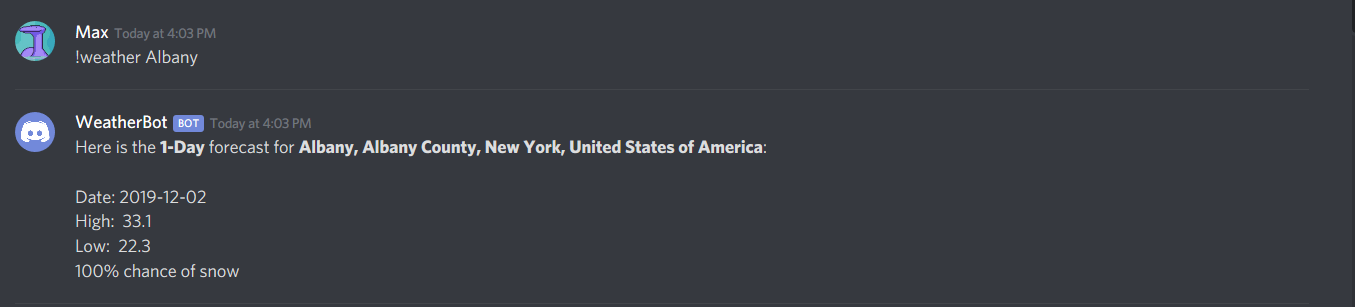 Max Today at 4:03 PM
!weather Albany
WeatherBot BOT Today at 4:03 PM
Here is the 1-Day forecast for Albany, Albany County, New York, United States of America:
Date: 2019-12-02
High:  33.1
Low:  22.3
100% chance of snow